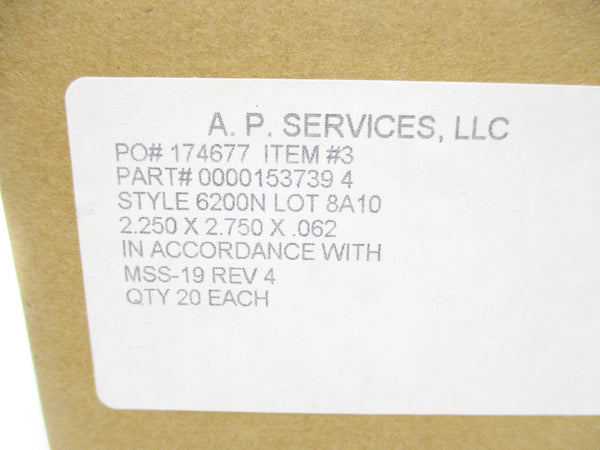 A. P. SERVICES, LLC
PO# 174677 ITEM #3
PART# 0000153739 4
STYLE 6200N LOT 8A10
2.250 X 2.750 X .062
IN ACCORDANCE WITH
MSS-19 REV 4
QTY 20 EACH